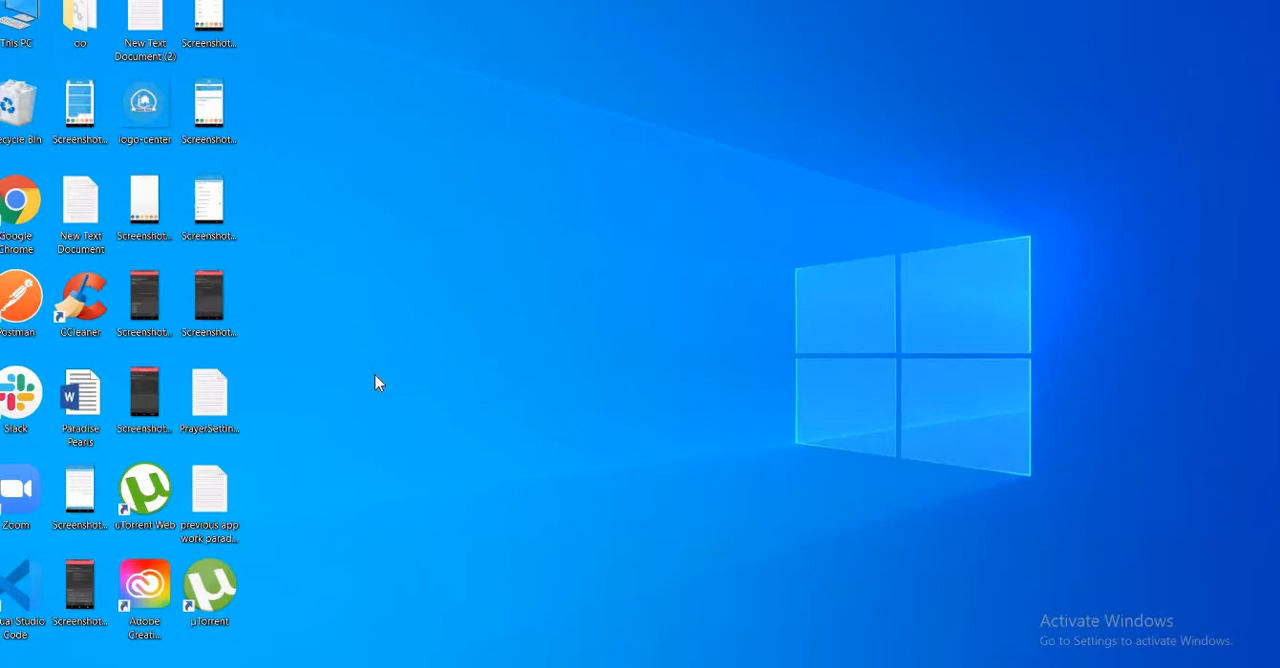 This PC
oo
New Text
Document (2)
Screenshot...
ecycle Bin
Screenshot...
logo-center
Screenshot...
Google
Chrome
New Text
Document
Screenshot...
Screenshot...
Postman
CCleaner
Screenshot...
Screenshot...
Slack
Paradise
Pearls
Screenshot...
PrayerSettin...
Zoom
Screenshot...
uTorrent Web
previous app
work parad...
ual Studio
Code
Screenshot...
Adobe
Creati...
µTorrent
Activate Windows
Go to Settings to activate Windows.